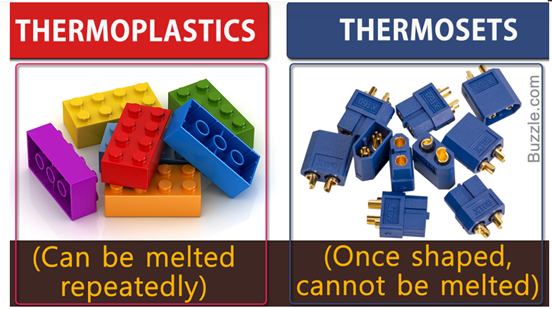 THERMOPLASTICS
(Can be melted
repeatedly)
THERMOSETS
(Once shaped,
cannot be melted)
Buzzle.com